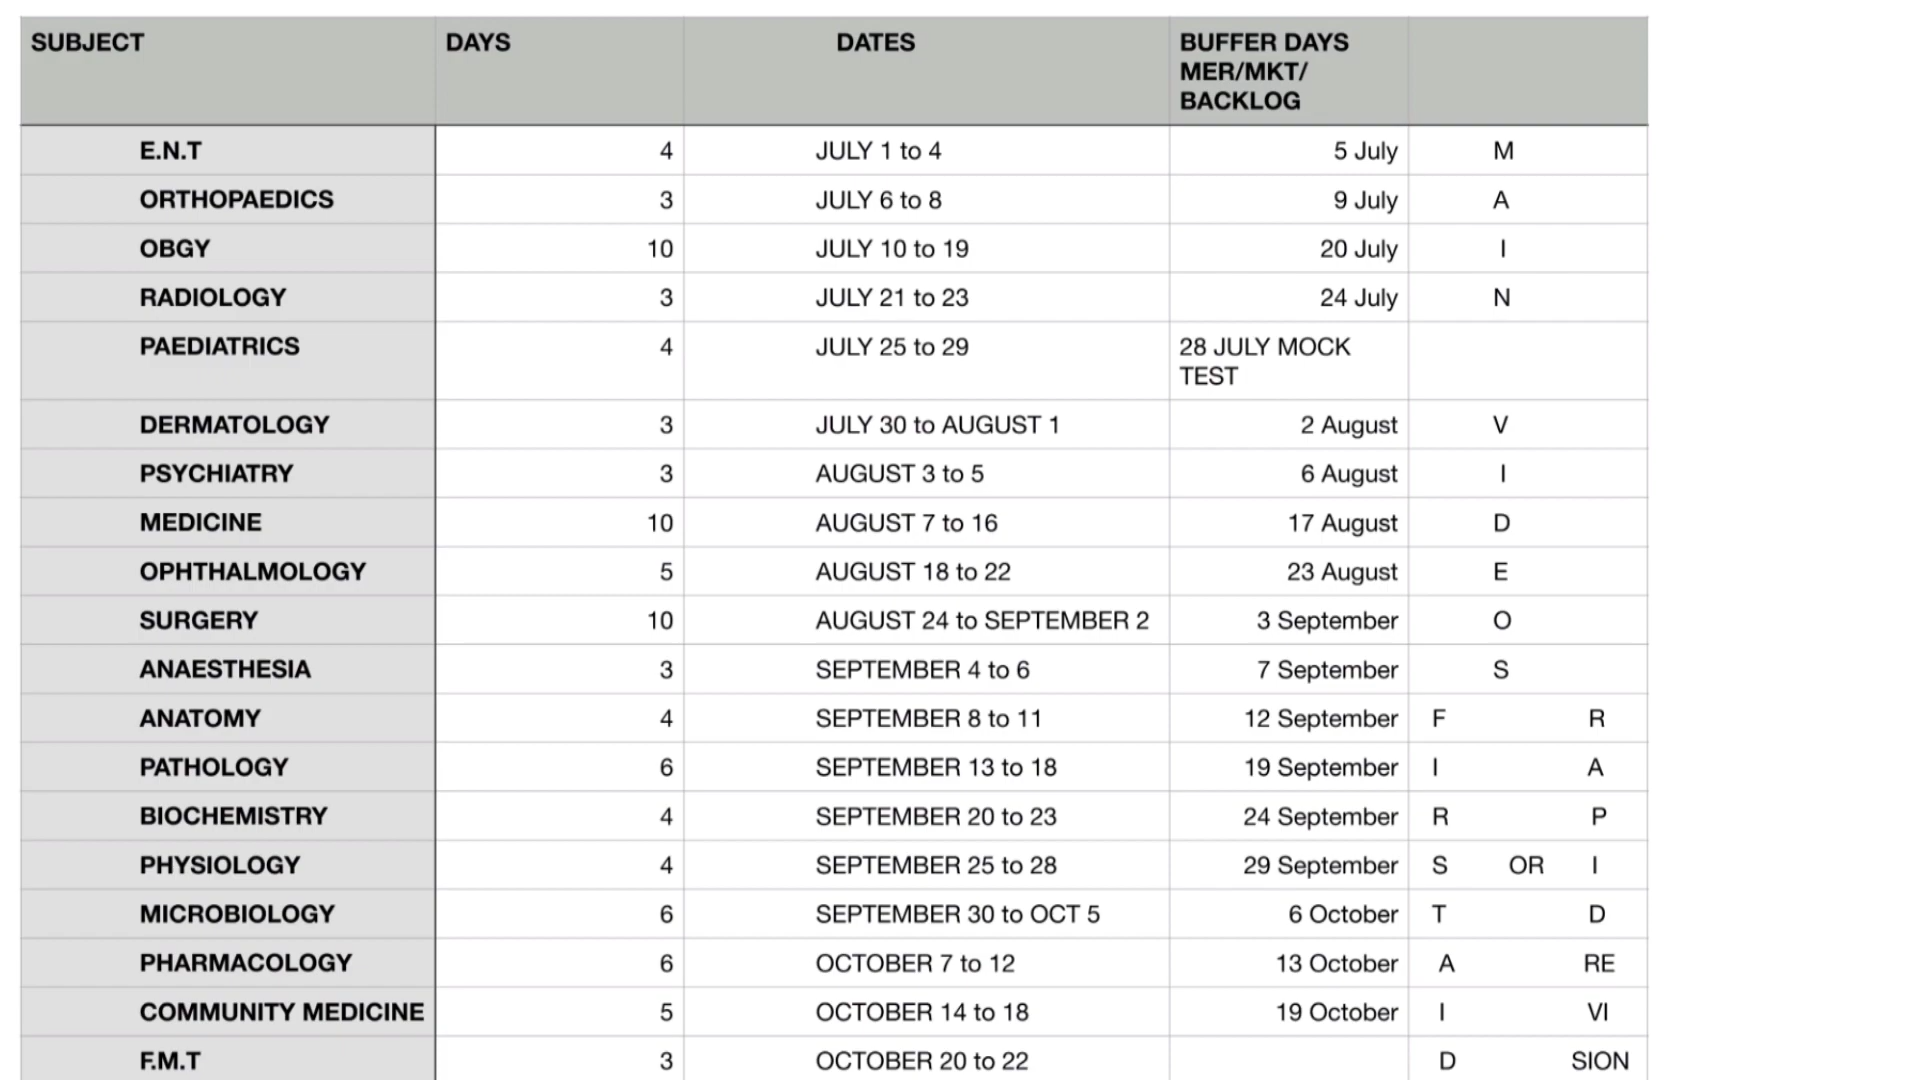 SUBJECT DAYS DATES BUFFER DAYS
MER/MKT/
BACKLOG
E.N.T 4 JULY 1 to 4 5 July M
ORTHOPAEDICS 3 JULY 6 to 8 9 July A
OBGY 10 JULY 10 to 19 20 July I
RADIOLOGY 3 JULY 21 to 23 24 July N
PAEDIATRICS 4 JULY 25 to 29 28 JULY MOCK
TEST
DERMATOLOGY 3 JULY 30 to AUGUST 1 2 August V
PSYCHIATRY 3 AUGUST 3 to 5 6 August I
MEDICINE 10 AUGUST 7 to 16 17 August D
OPHTHALMOLOGY 5 AUGUST 18 to 22 23 August E
SURGERY 10 AUGUST 24 to SEPTEMBER 2 3 September O
ANAESTHESIA 3 SEPTEMBER 4 to 6 7 September S
ANATOMY 4 SEPTEMBER 8 to 11 12 September F R
PATHOLOGY 6 SEPTEMBER 13 to 18 19 September I A
BIOCHEMISTRY 4 SEPTEMBER 20 to 23 24 September R P
PHYSIOLOGY 4 SEPTEMBER 25 to 28 29 September S OR I
MICROBIOLOGY 6 SEPTEMBER 30 to OCT 5 6 October T D
PHARMACOLOGY 6 OCTOBER 7 to 12 13 October A RE
COMMUNITY MEDICINE 5 OCTOBER 14 to 18 19 October I VI
F.M.T 3 OCTOBER 20 to 22 D SION